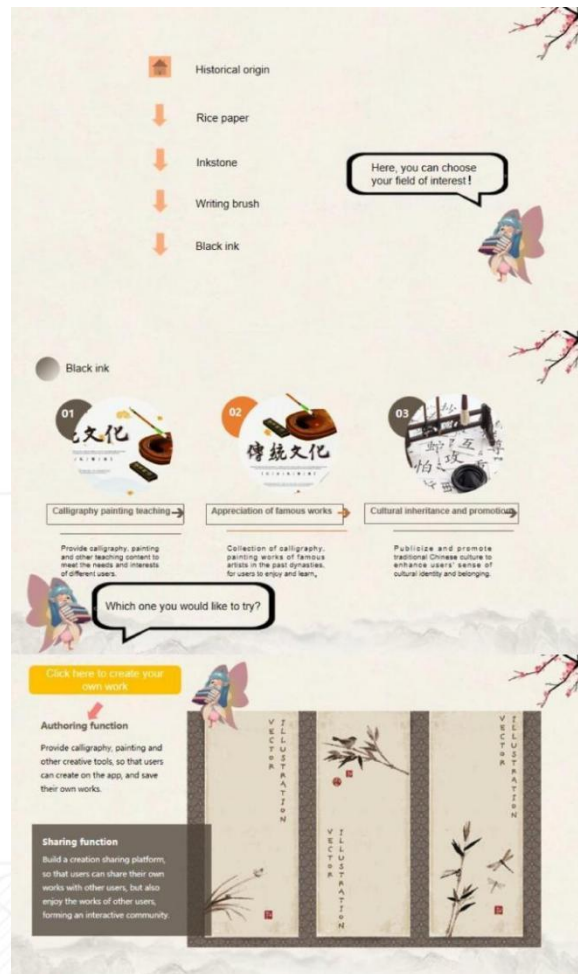 Historical origin
Rice paper
Inkstone
Writing brush
Black ink
Here, you can choose
your field of interest!
Black ink
01
文化
02
傳統文化
03
Calligraphy painting teaching
Appreciation of famous works
Cultural inheritance and promotion
Provide calligraphy, painting
and other teaching content to
meet the needs and interests
of different users.
Collection of calligraphy,
painting works of famous
artists in the past dynasties,
for users to enjoy and learn,
Publicize and promote
traditional Chinese culture to
enhance users' sense of
cultural identity and belonging.
Which one you would like to try?
Click here to create your
own work
Authoring function
Provide calligraphy, painting and
other creative tools, so that users
can create on the app, and save
their own works.
Sharing function
Build a creation sharing platform,
so that users can share their own
works with other users, but also
enjoy the works of other users,
forming an interactive community.
VECTOR
ILLUSTRATION
VECTOR
ILLUSTRATION
VECTOR
ILLUSTRATION